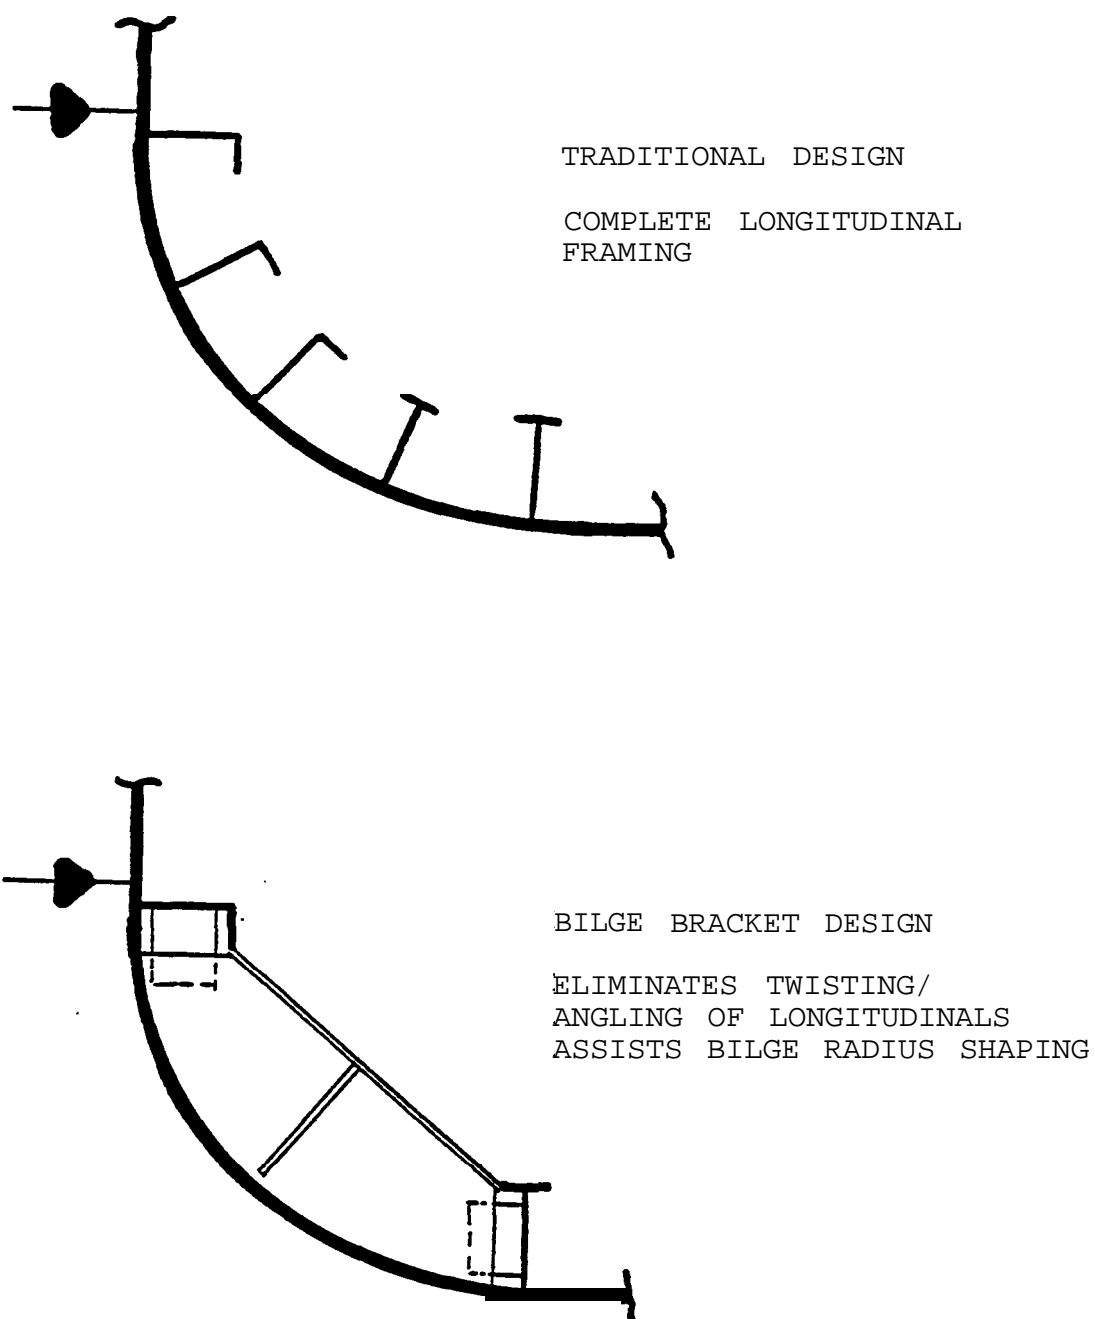 TRADITIONAL DESIGN
COMPLETE LONGITUDINAL
FRAMING
BILGE BRACKET DESIGN
ELIMINATES TWISTING/
ANGLING OF LONGITUDINALS
ASSISTS BILGE RADIUS SHAPING